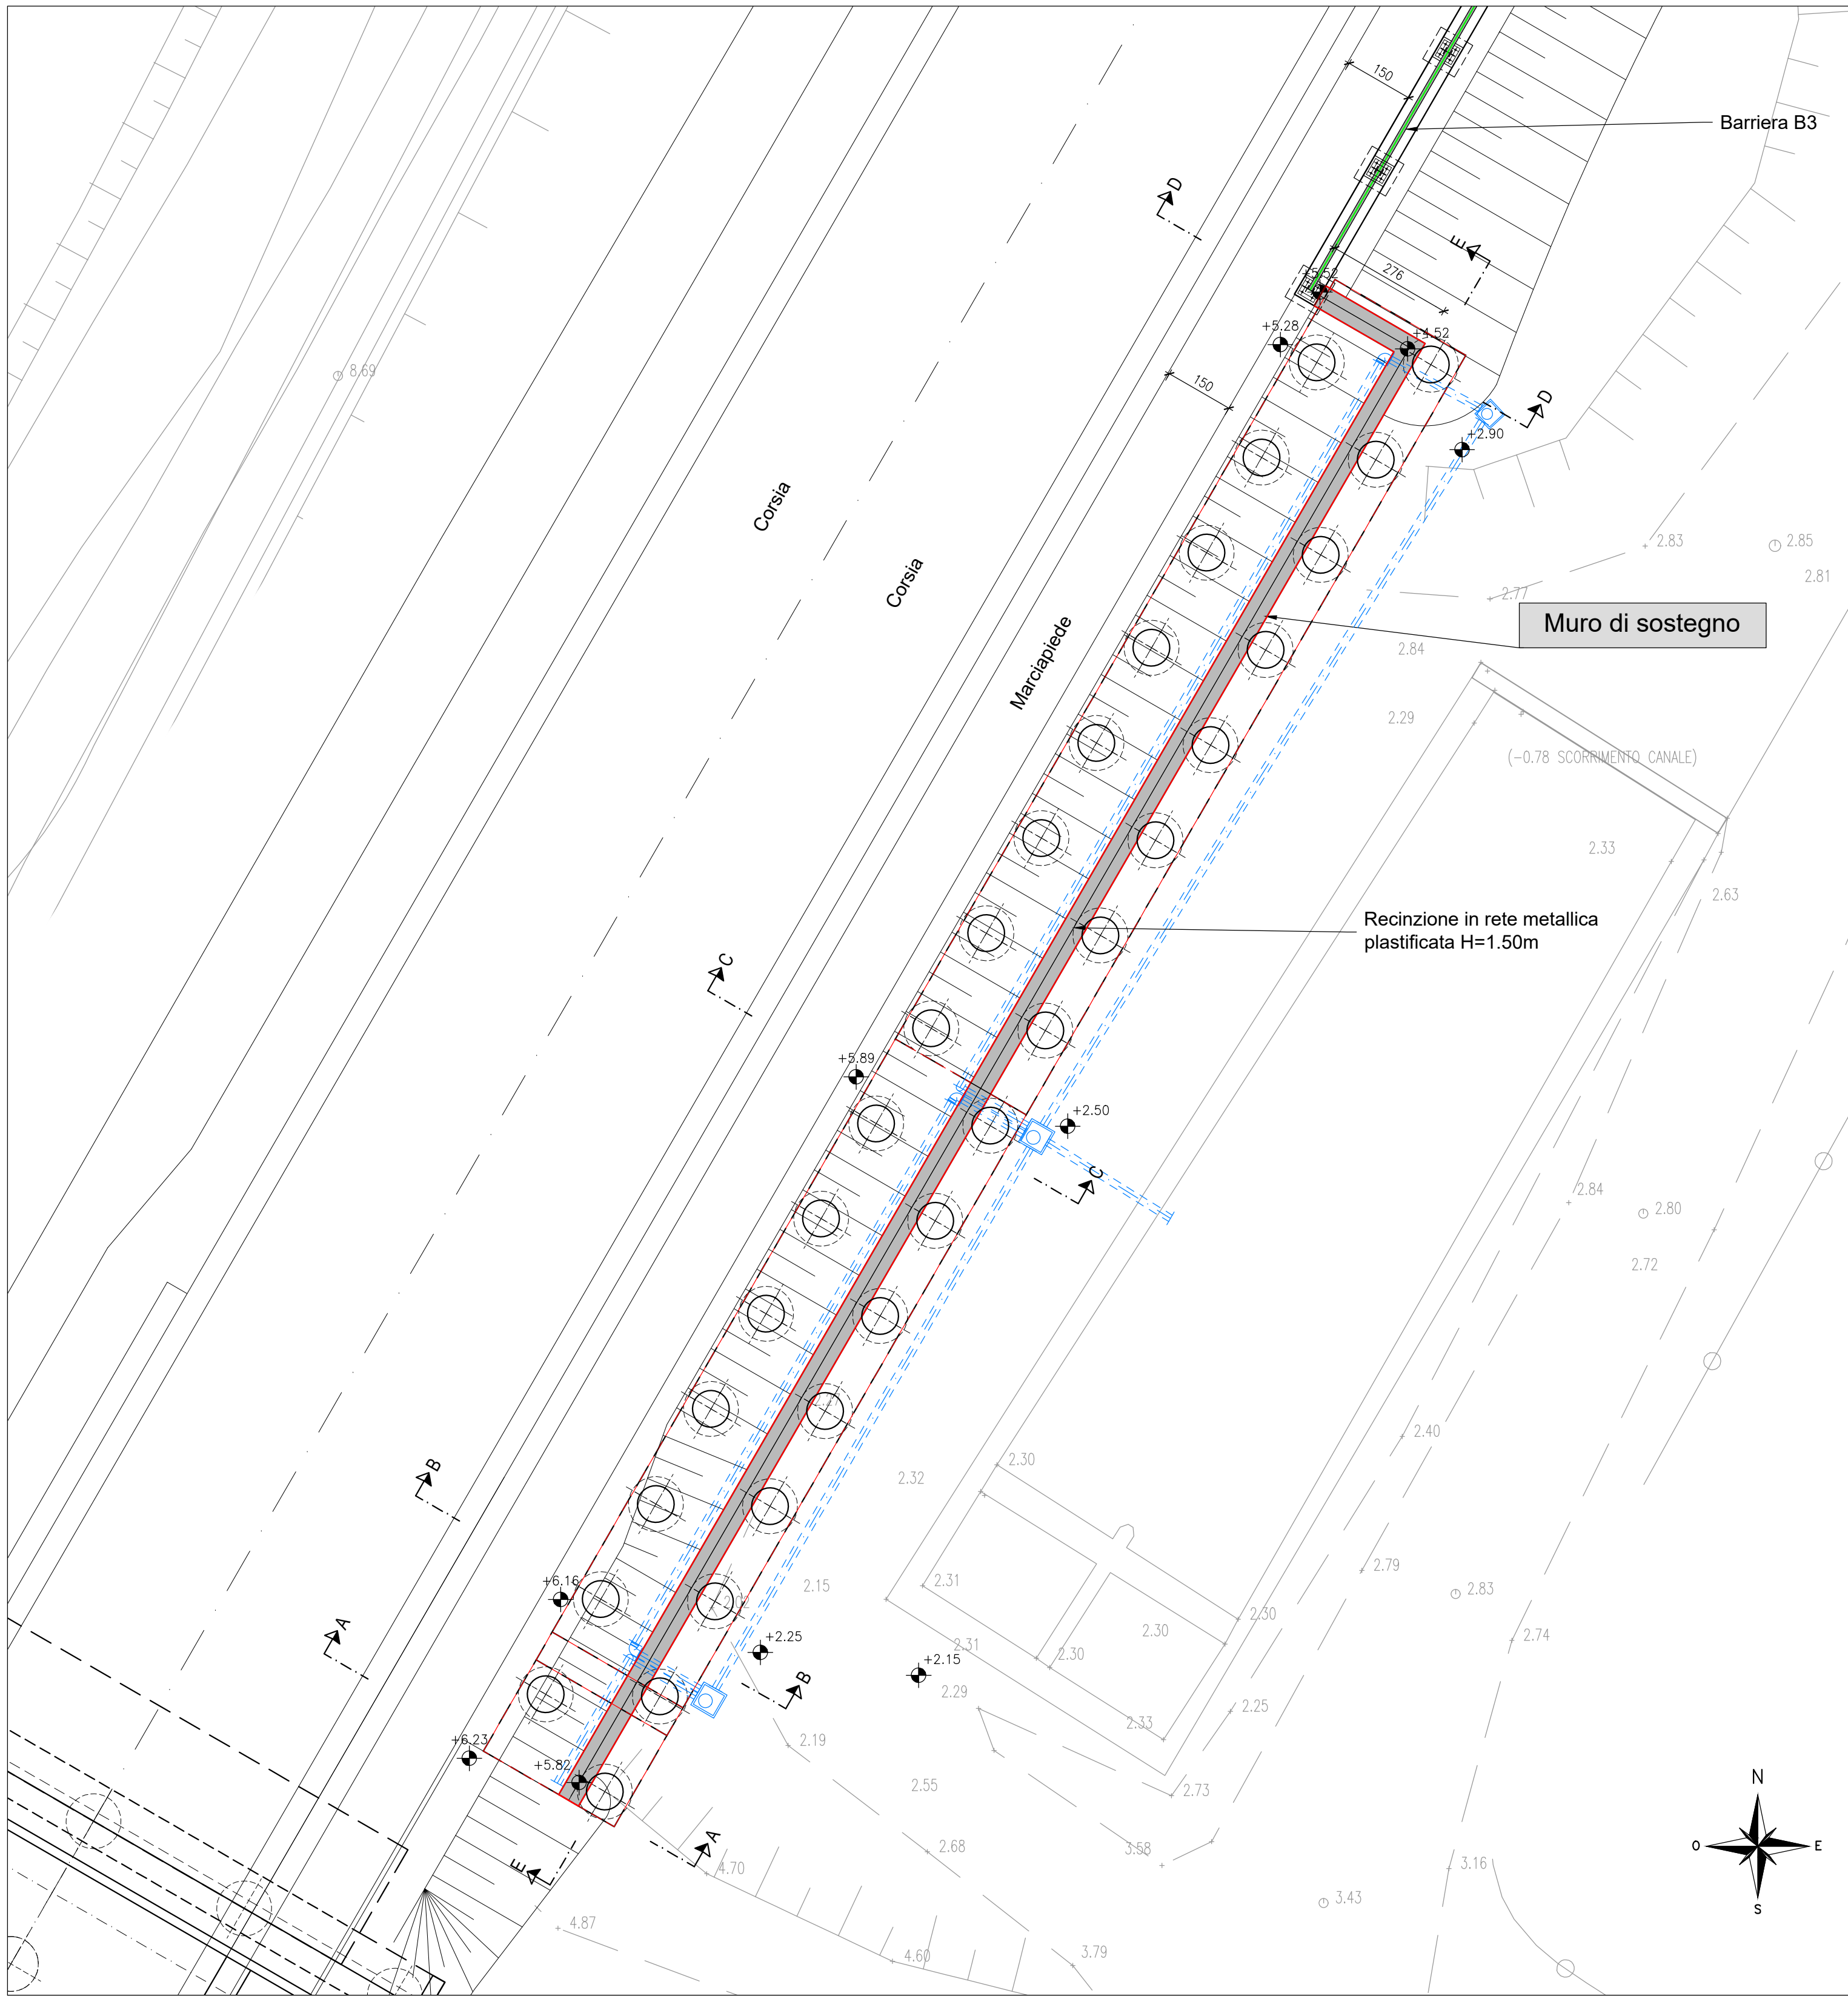 150
Barriera B3
D
E
276
+5.52
+5.28
+4.52
8.69
150
D
+2.90
Corsia
2.83
2.85
2.81
Corsia
2.77
Muro di sostegno
2.84
Marciapiede
2.29
(-0.78 SCORRIMENTO CANALE)
2.33
2.63
Recinzione in rete metallica
plastificata H=1.50m
C
+5.89
+2.50
C
2.84
2.80
2.72
2.27
2.40
B
2.30
2.32
2.79
2.31
2.15
2.83
+6.16
2.02
2.30
2.30
2.74
A
2.31
2.30
+2.25
+2.15
B
2.29
2.25
2.33
+6.23
2.19
+5.82
2.55
2.73
N
O
E
S
A
2.68
3.58
E
4.70
3.16
3.43
4.87
4.60
3.79